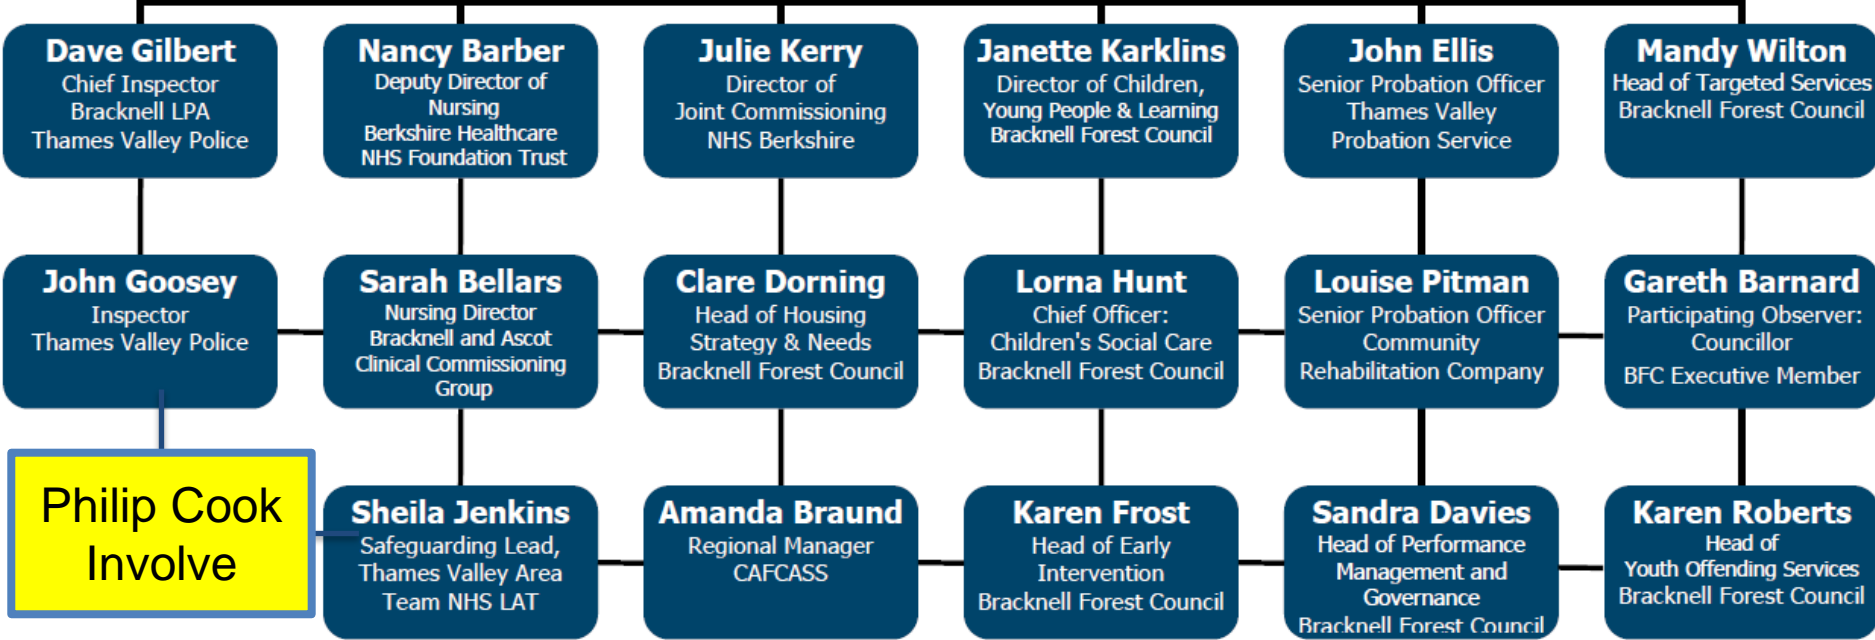 Dave Gilbert
Chief Inspector
Bracknell LPA
Thames Valley Police
Nancy Barber
Deputy Director of
Nursing
Berkshire Healthcare
NHS Foundation Trust
Julie Kerry
Director of
Joint Commissioning
NHS Berkshire
Janette Karklins
Director of Children,
Young People & Learning
Bracknell Forest Council
John Ellis
Senior Probation Officer
Thames Valley
Probation Service
Mandy Wilton
Head of Targeted Services
Bracknell Forest Council
John Goosey
Inspector
Thames Valley Police
Sarah Bellars
Nursing Director
Bracknell and Ascot
Clinical Commissioning
Group
Clare Dorning
Head of Housing
Strategy & Needs
Bracknell Forest Council
Lorna Hunt
Chief Officer:
Children's Social Care
Bracknell Forest Council
Louise Pitman
Senior Probation Officer
Community
Rehabilitation Company
Gareth Barnard
Participating Observer:
Councillor
BFC Executive Member
Philip Cook
Involve
Sheila Jenkins
Safeguarding Lead,
Thames Valley Area
Team NHS LAT
Amanda Braund
Regional Manager
CAFCASS
Karen Frost
Head of Early
Intervention
Bracknell Forest Council
Sandra Davies
Head of Performance
Management and
Governance
Bracknell Forest Council
Karen Roberts
Head of
Youth Offending Services
Bracknell Forest Council